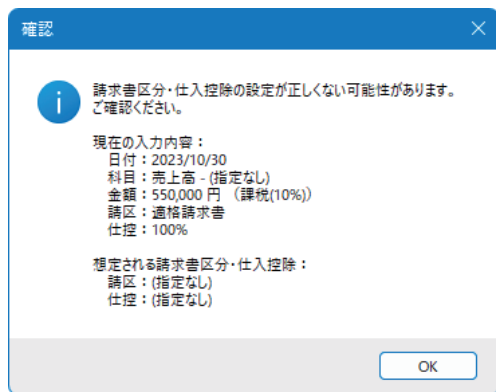 確認
請求書区分・仕入控除の設定が正しくない可能性があります。
ご確認ください。
現在の入力内容：
日付：2023/10/30
科目：売上高 - (指定なし)
金額：550,000 円 （課税(10%)）
請区：適格請求書
仕控：100%
想定される請求書区分・仕入控除：
請区：(指定なし)
仕控：(指定なし)
OK